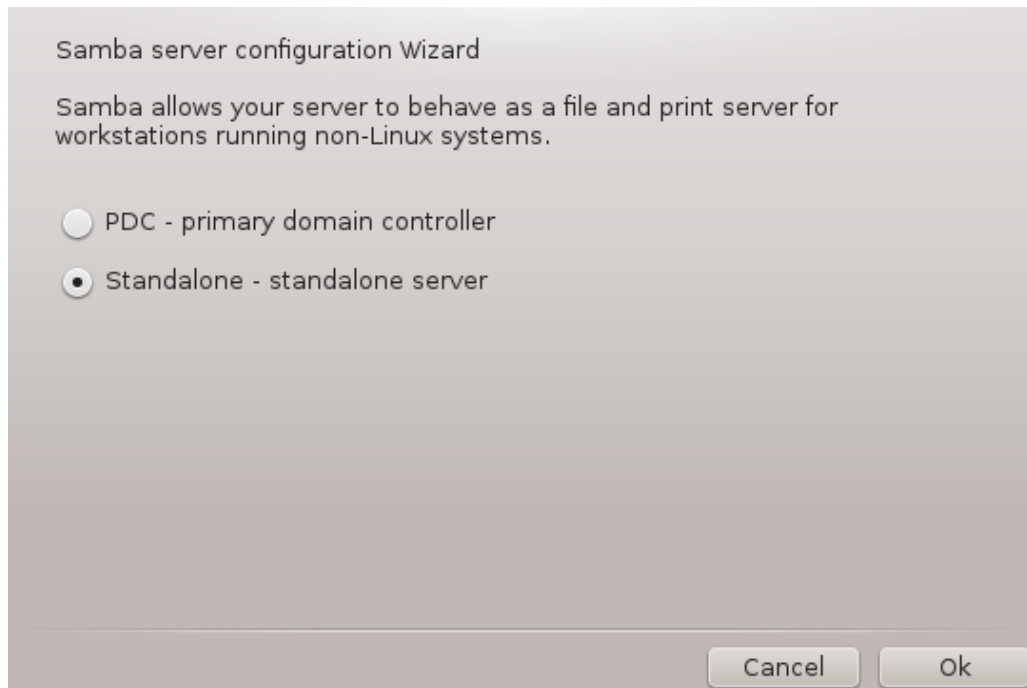 Samba server configuration Wizard
Samba allows your server to behave as a file and print server for
workstations running non-Linux systems.
PDC - primary domain controller
Standalone - standalone server
Cancel
Ok